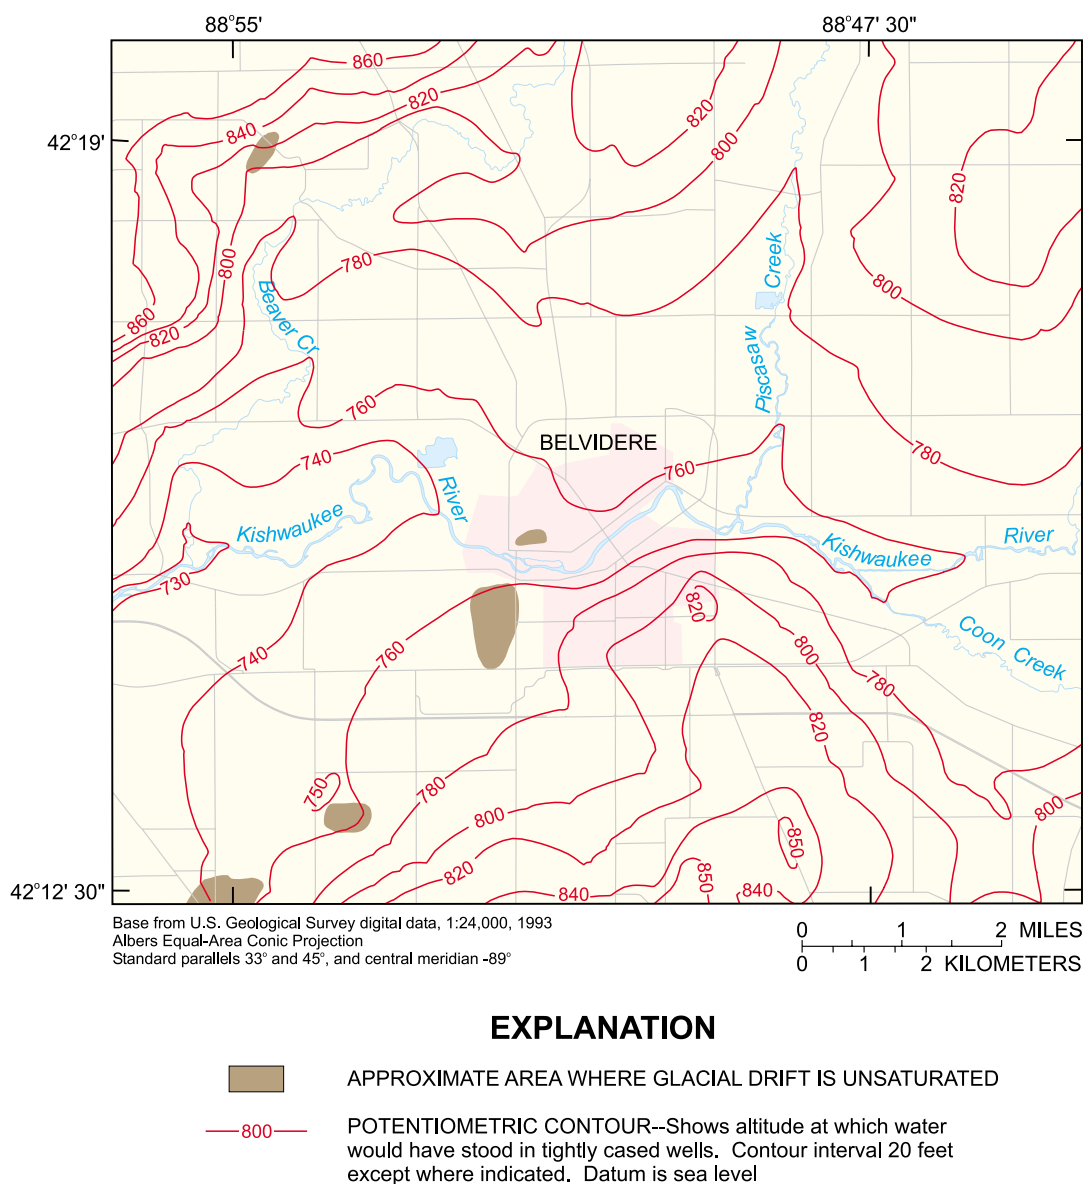 88°55'
88°47' 30"
860
820
840
820
800
42°19'
820
780
800
Creek
800
Beaver Cr
860
820
Piscasaw
760
BELVIDERE
740
760
780
River
Kishwaukee
Kishwaukee
River
730
820
Coon Creek
740
760
800
780
820
750
780
800
800
850
820
850
840
840
42°12' 30"
Base from U.S. Geological Survey digital data, 1:24,000, 1993
Albers Equal-Area Conic Projection
Standard parallels 33° and 45°, and central meridian -89°
0 1 2 MILES
0 1 2 KILOMETERS
EXPLANATION
APPROXIMATE AREA WHERE GLACIAL DRIFT IS UNSATURATED
800
POTENTIOMETRIC CONTOUR--Shows altitude at which water
would have stood in tightly cased wells. Contour interval 20 feet
except where indicated. Datum is sea level